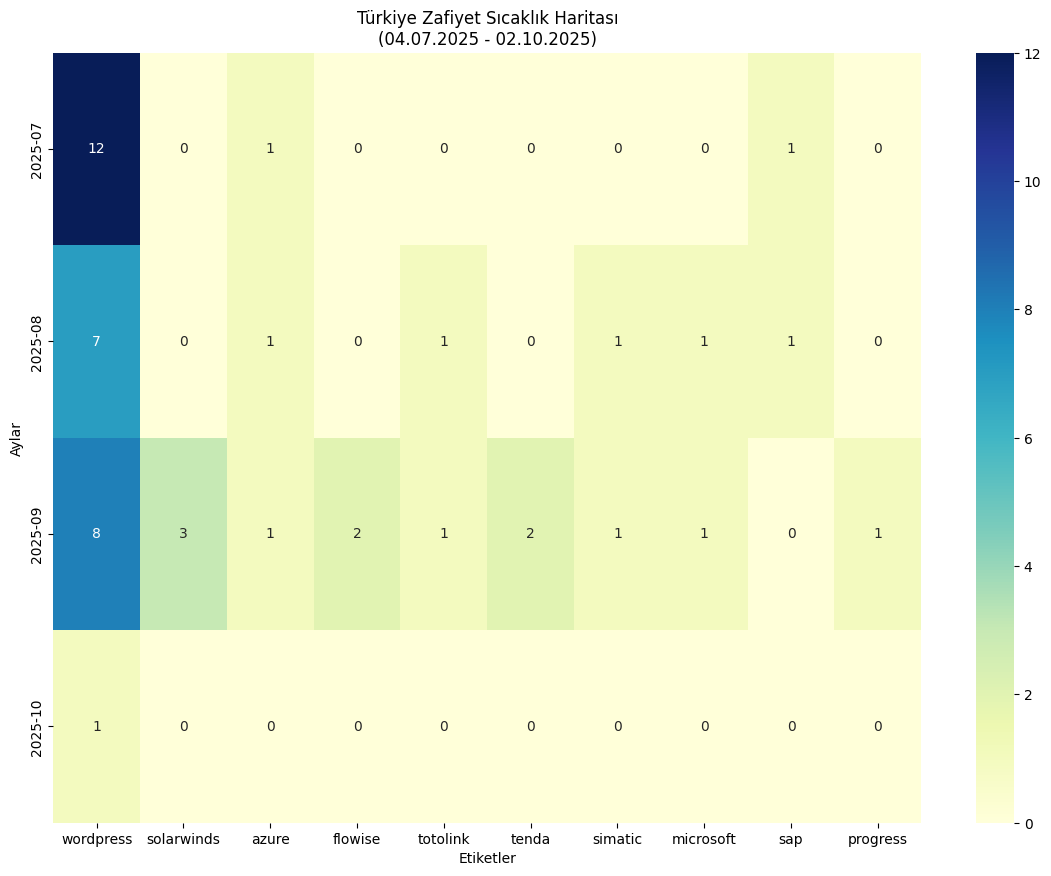 Türkiye Zafiyet Sıcaklık Haritası
(04.07.2025 - 02.10.2025)
12
2025-07
12 0 1 0 0 0 0 0 1 0
10
2025-08
7 0 1 0 1 0 1 1 1 0
8
Aylar
6
2025-09
8 3 1 2 1 2 1 1 0 1
4
2025-10
1 0 0 0 0 0 0 0 0 0
2
0
wordpress solarwinds azure flowise totolink tenda simatic microsoft sap progress
Etiketler